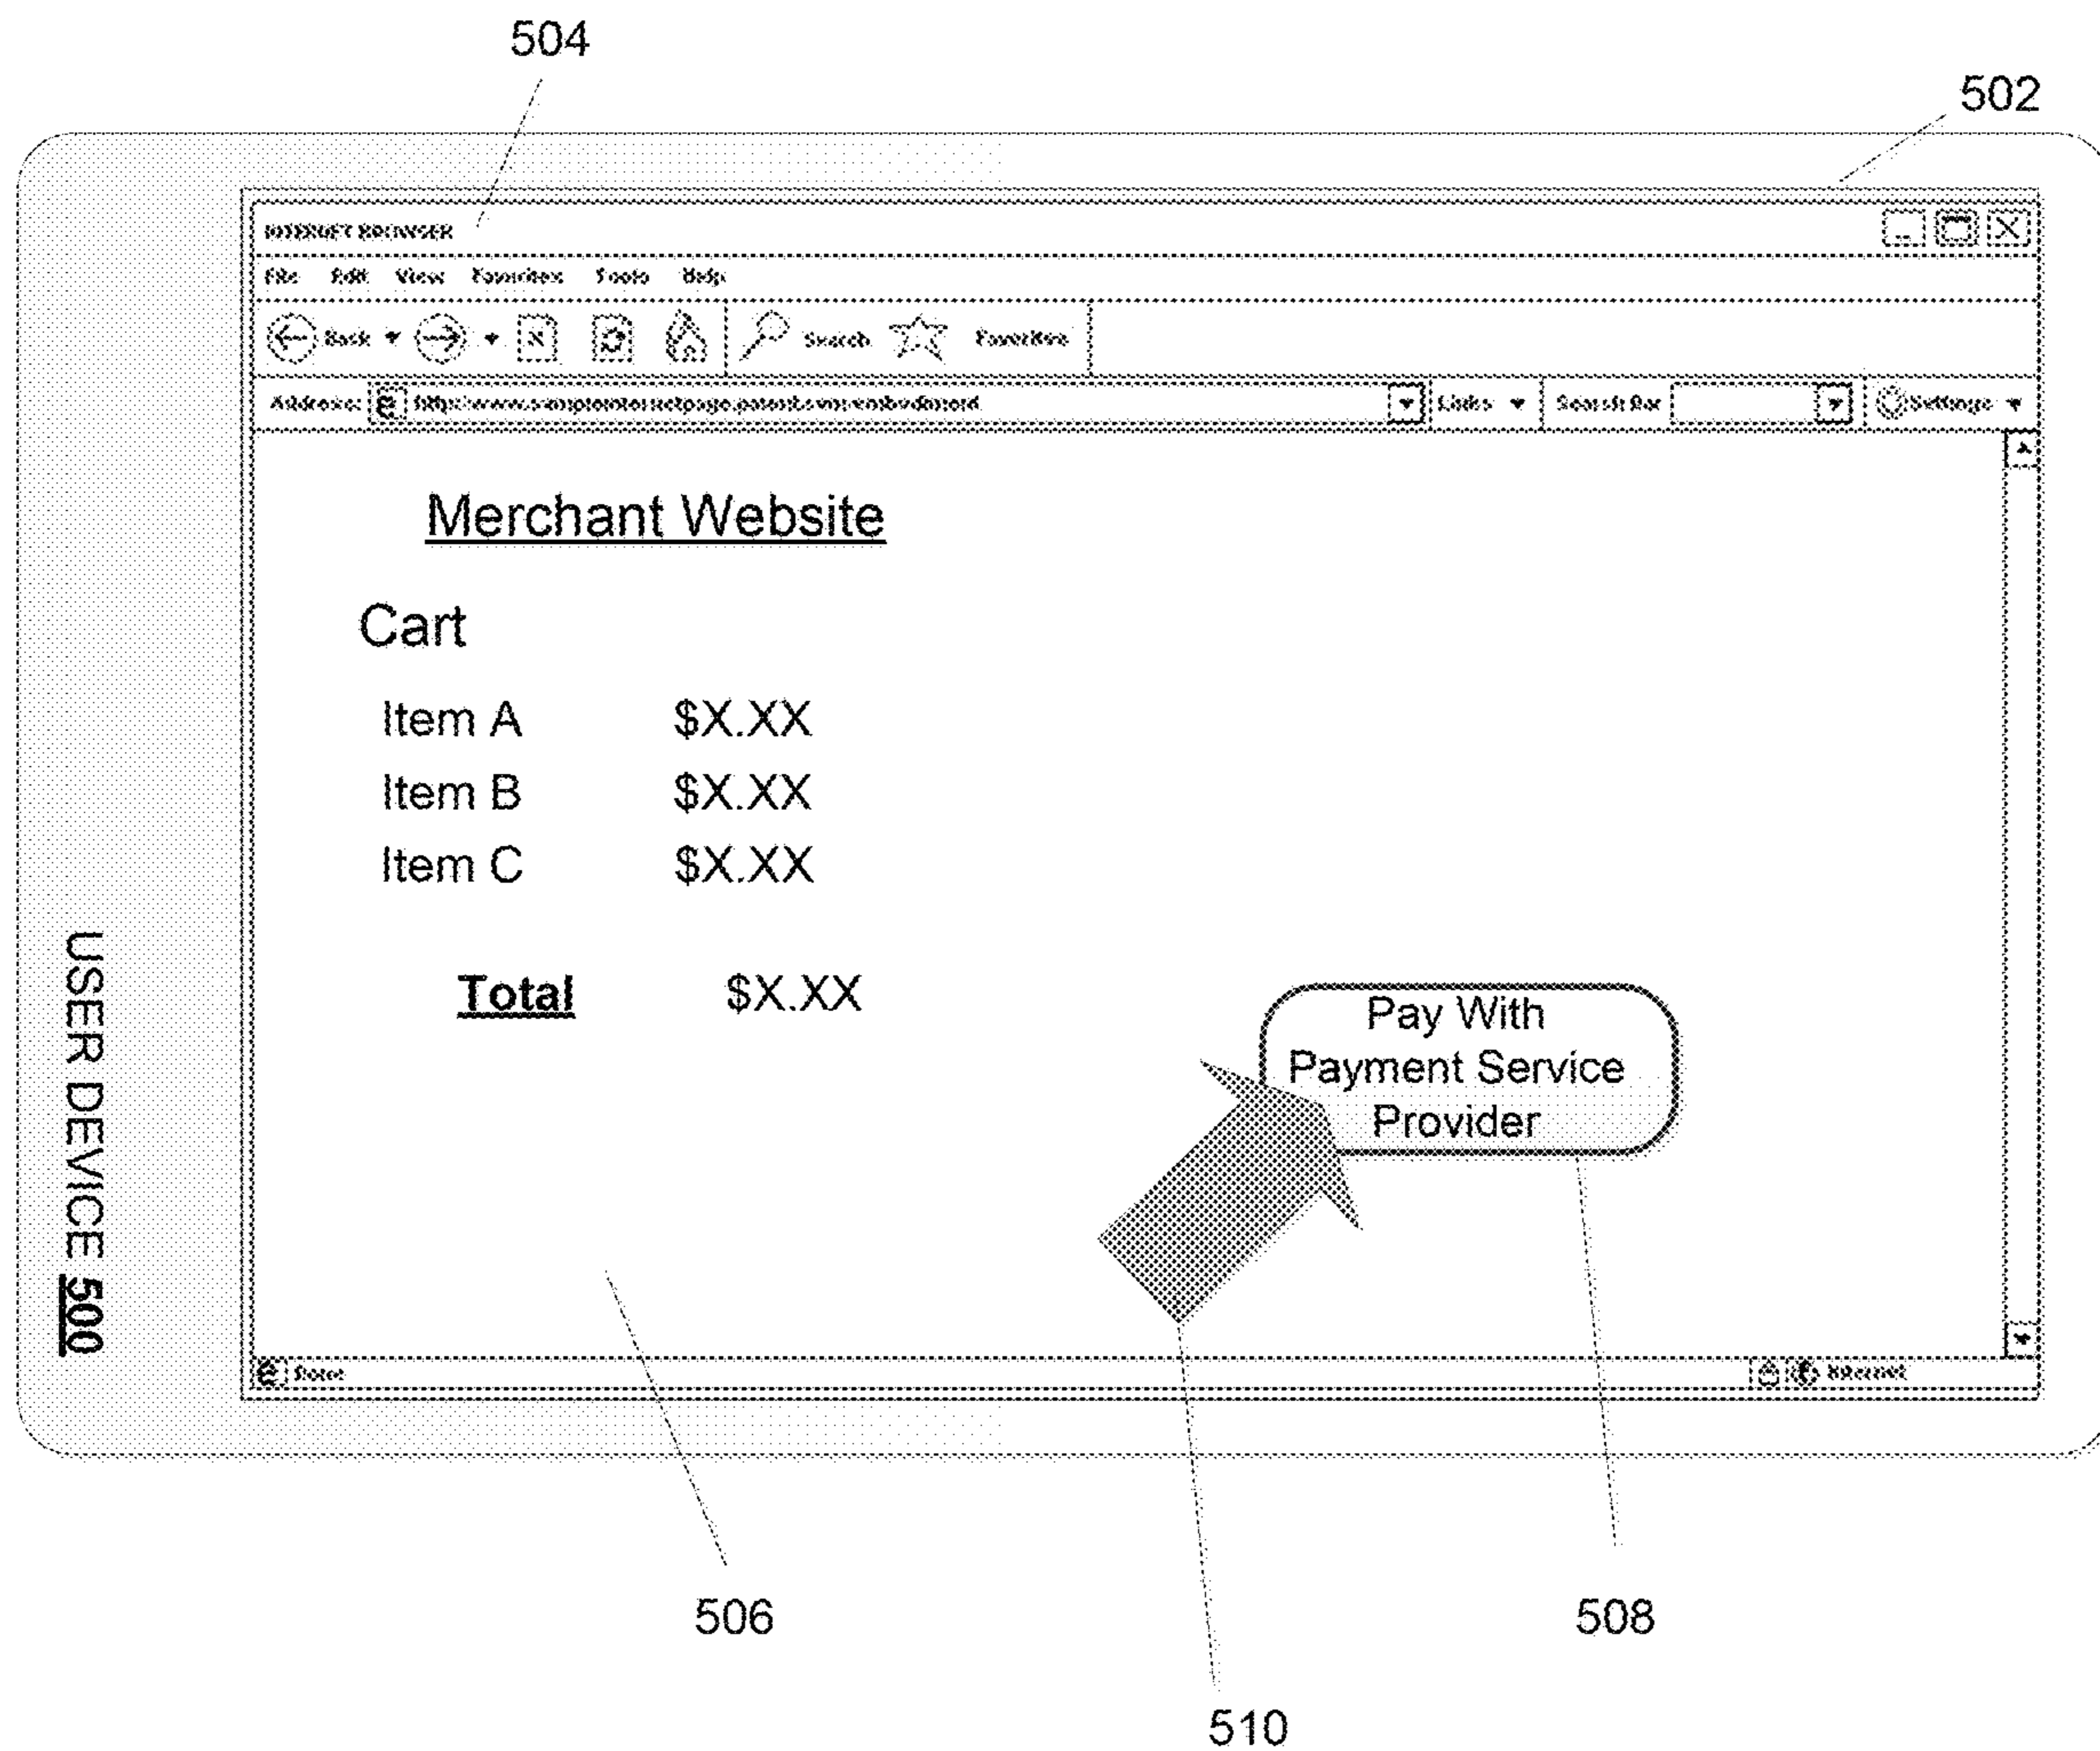 504
502
INTERNET BROWSER
File Edit View Favorites Tools Help
Back Search Favorites
Address: Links Search Bar Settings
Merchant Website
Cart
Item A $X.XX
Item B $X.XX
Item C $X.XX
Total $X.XX
Pay With
Payment Service
Provider
USER DEVICE 500
Internet
506
508
510